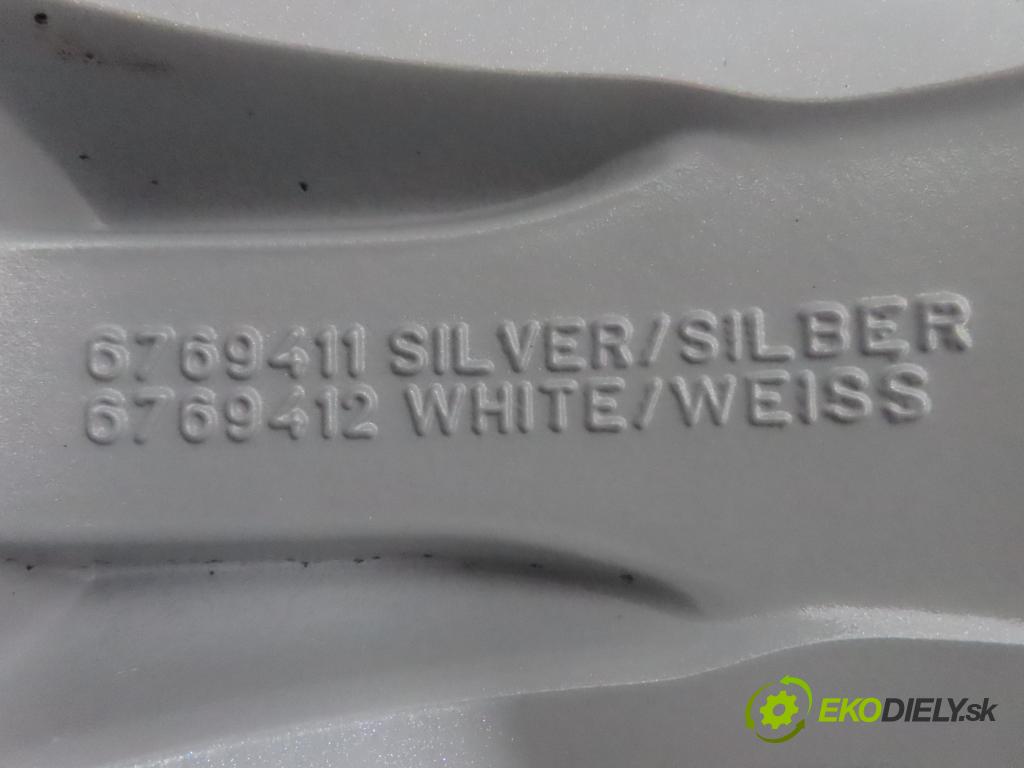 6769411 SILVER/SILBER
6769412 WHITE/WEISS
EKODIELY.sk